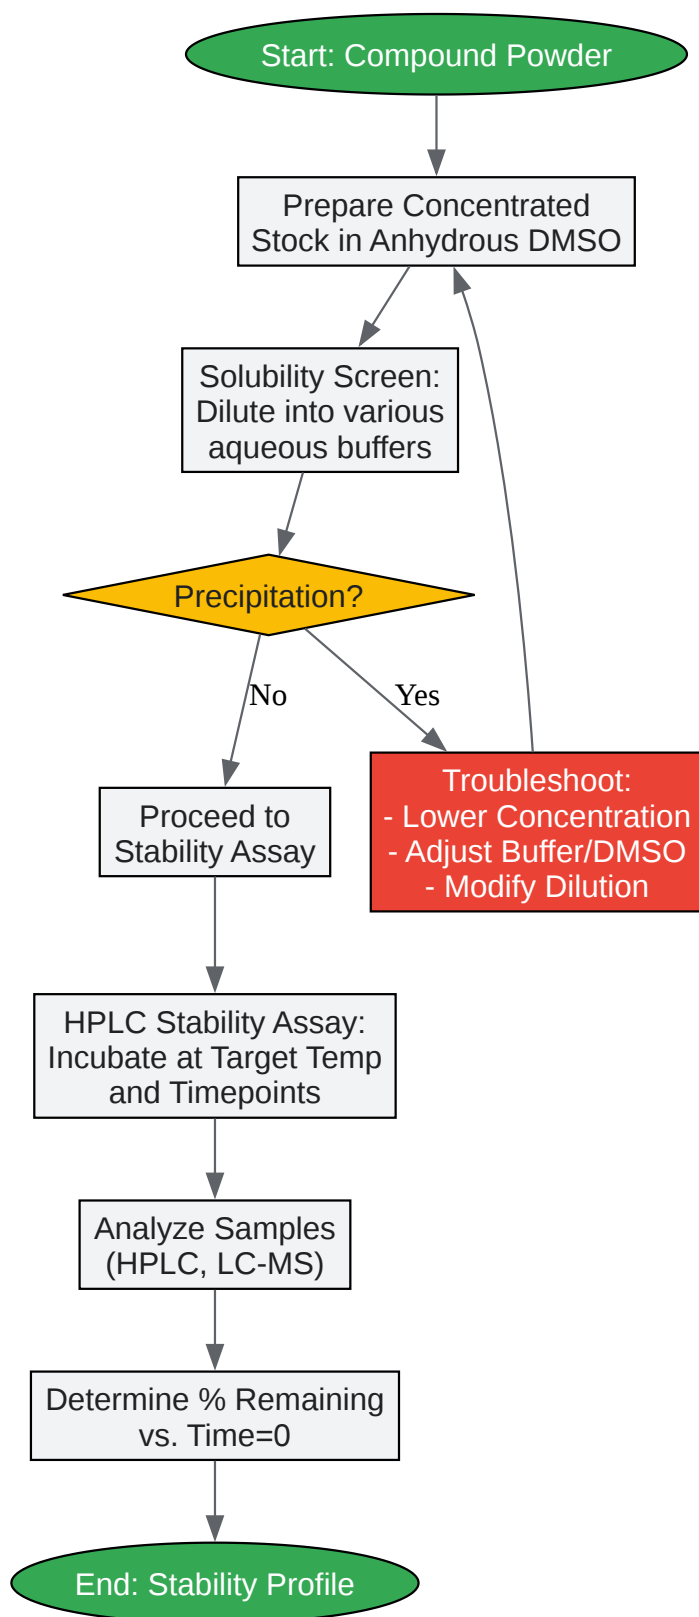 Start: Compound Powder
Prepare Concentrated
Stock in Anhydrous DMSO
Solubility Screen:
Dilute into various
aqueous buffers
Precipitation?
No
Yes
Troubleshoot:
- Lower Concentration
- Adjust Buffer/DMSO
- Modify Dilution
Proceed to
Stability Assay
HPLC Stability Assay:
Incubate at Target Temp
and Timepoints
Analyze Samples
(HPLC, LC-MS)
Determine % Remaining
vs. Time=0
End: Stability Profile